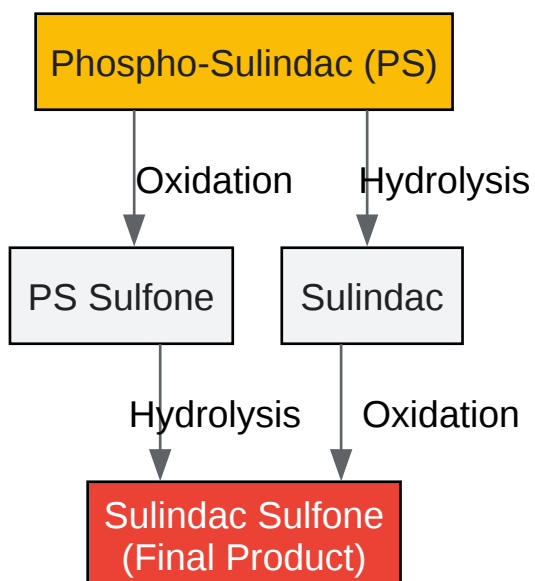 Phospho-Sulindac (PS)
Oxidation
Hydrolysis
PS Sulfone
Sulindac
Hydrolysis
Oxidation
Sulindac Sulfone
(Final Product)